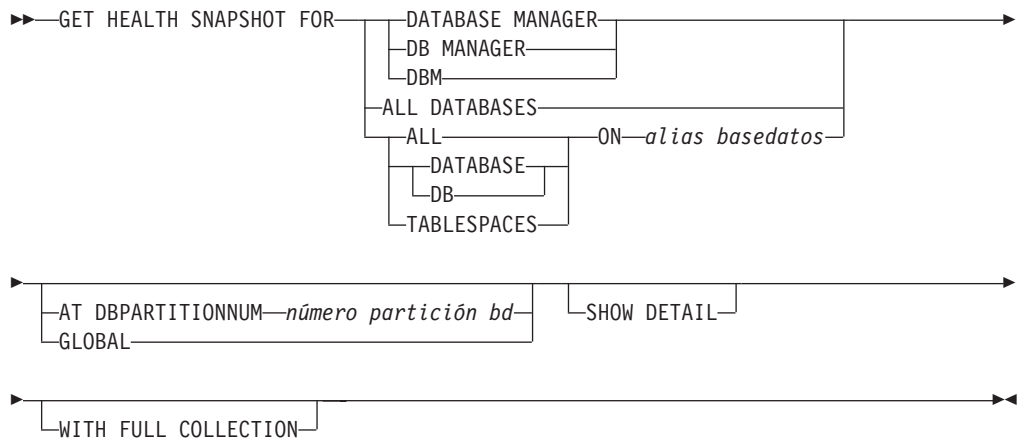 GET HEALTH SNAPSHOT FOR DATABASE MANAGER
DB MANAGER
DBM
ALL DATABASES
ALL ON alias basedatos
DATABASE
DB
TABLESPACES
AT DBPARTITIONNUM número partición bd SHOW DETAIL
GLOBAL
WITH FULL COLLECTION